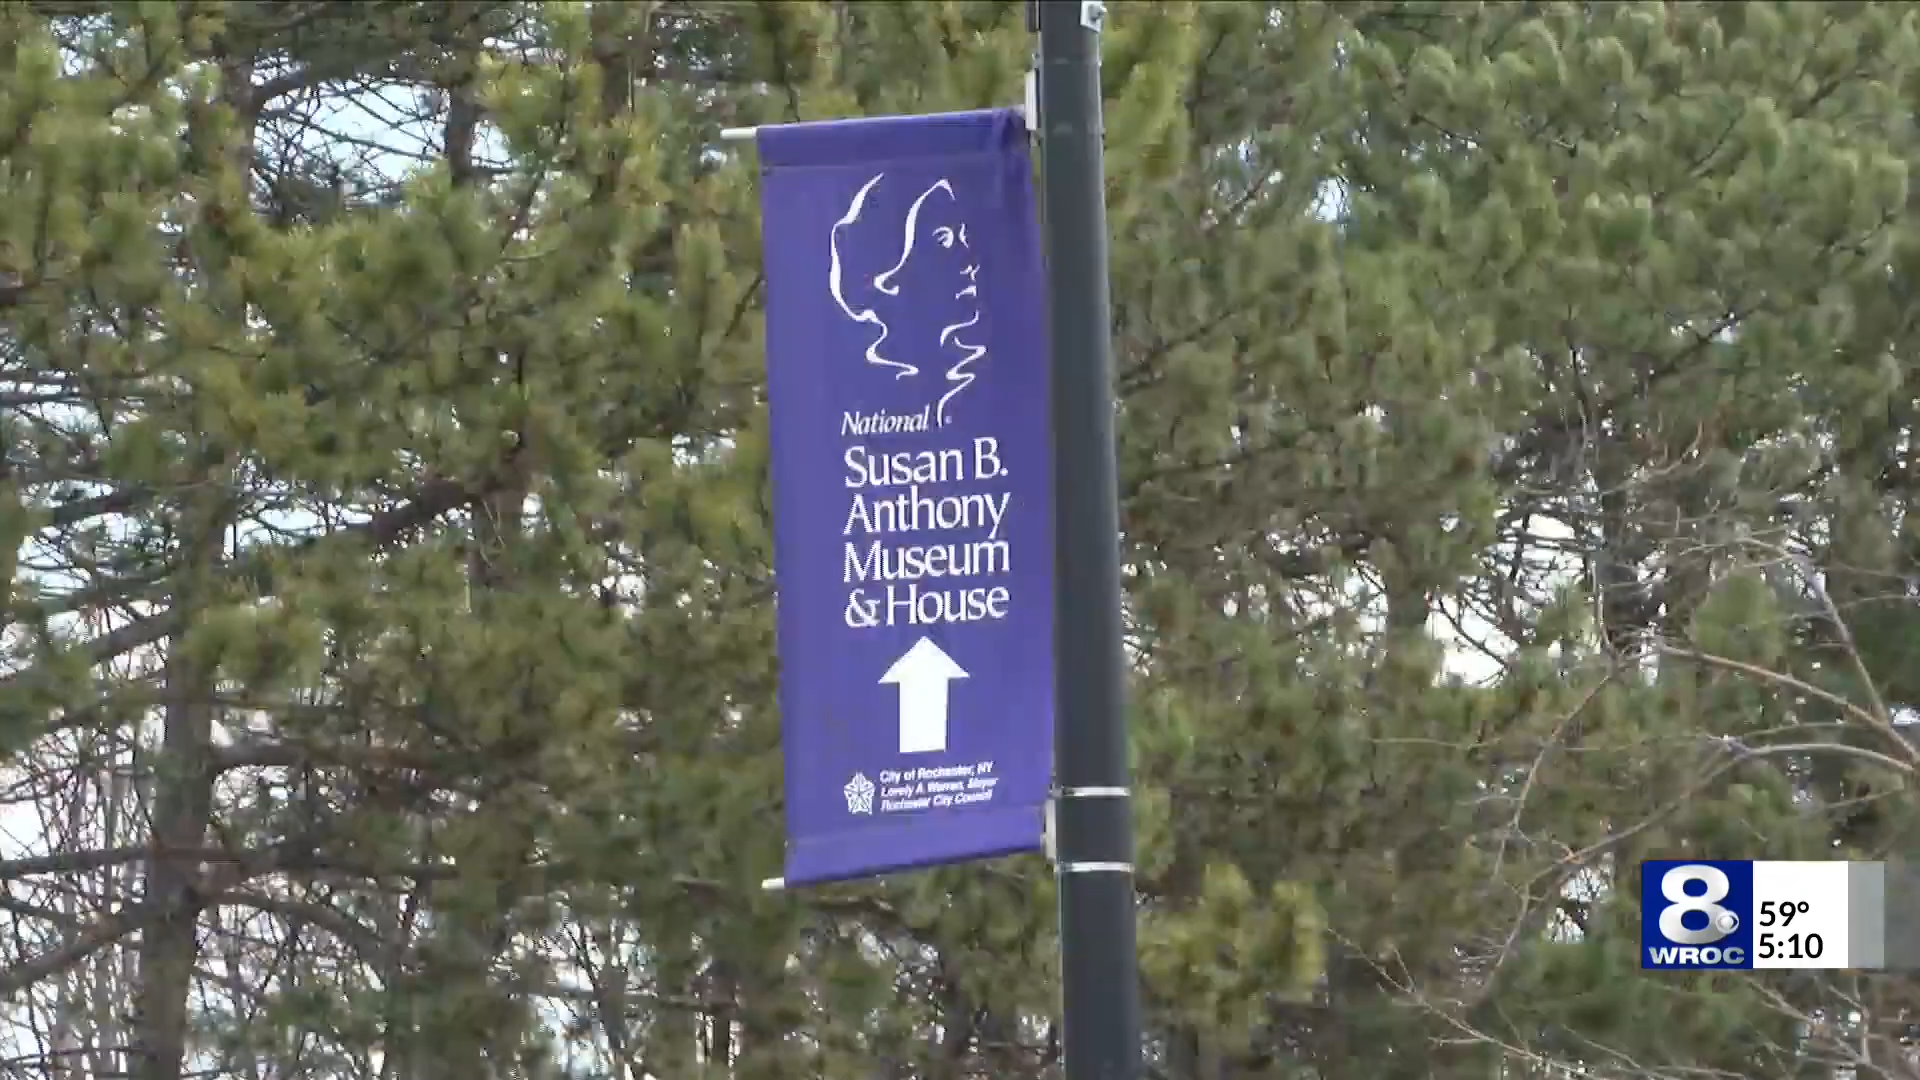 National
Susan B.
Anthony
Museum
& House
City of Rochester, NY
Lovely A. Warren, Mayor
Rochester City Council
8
WROC
59°
5:10